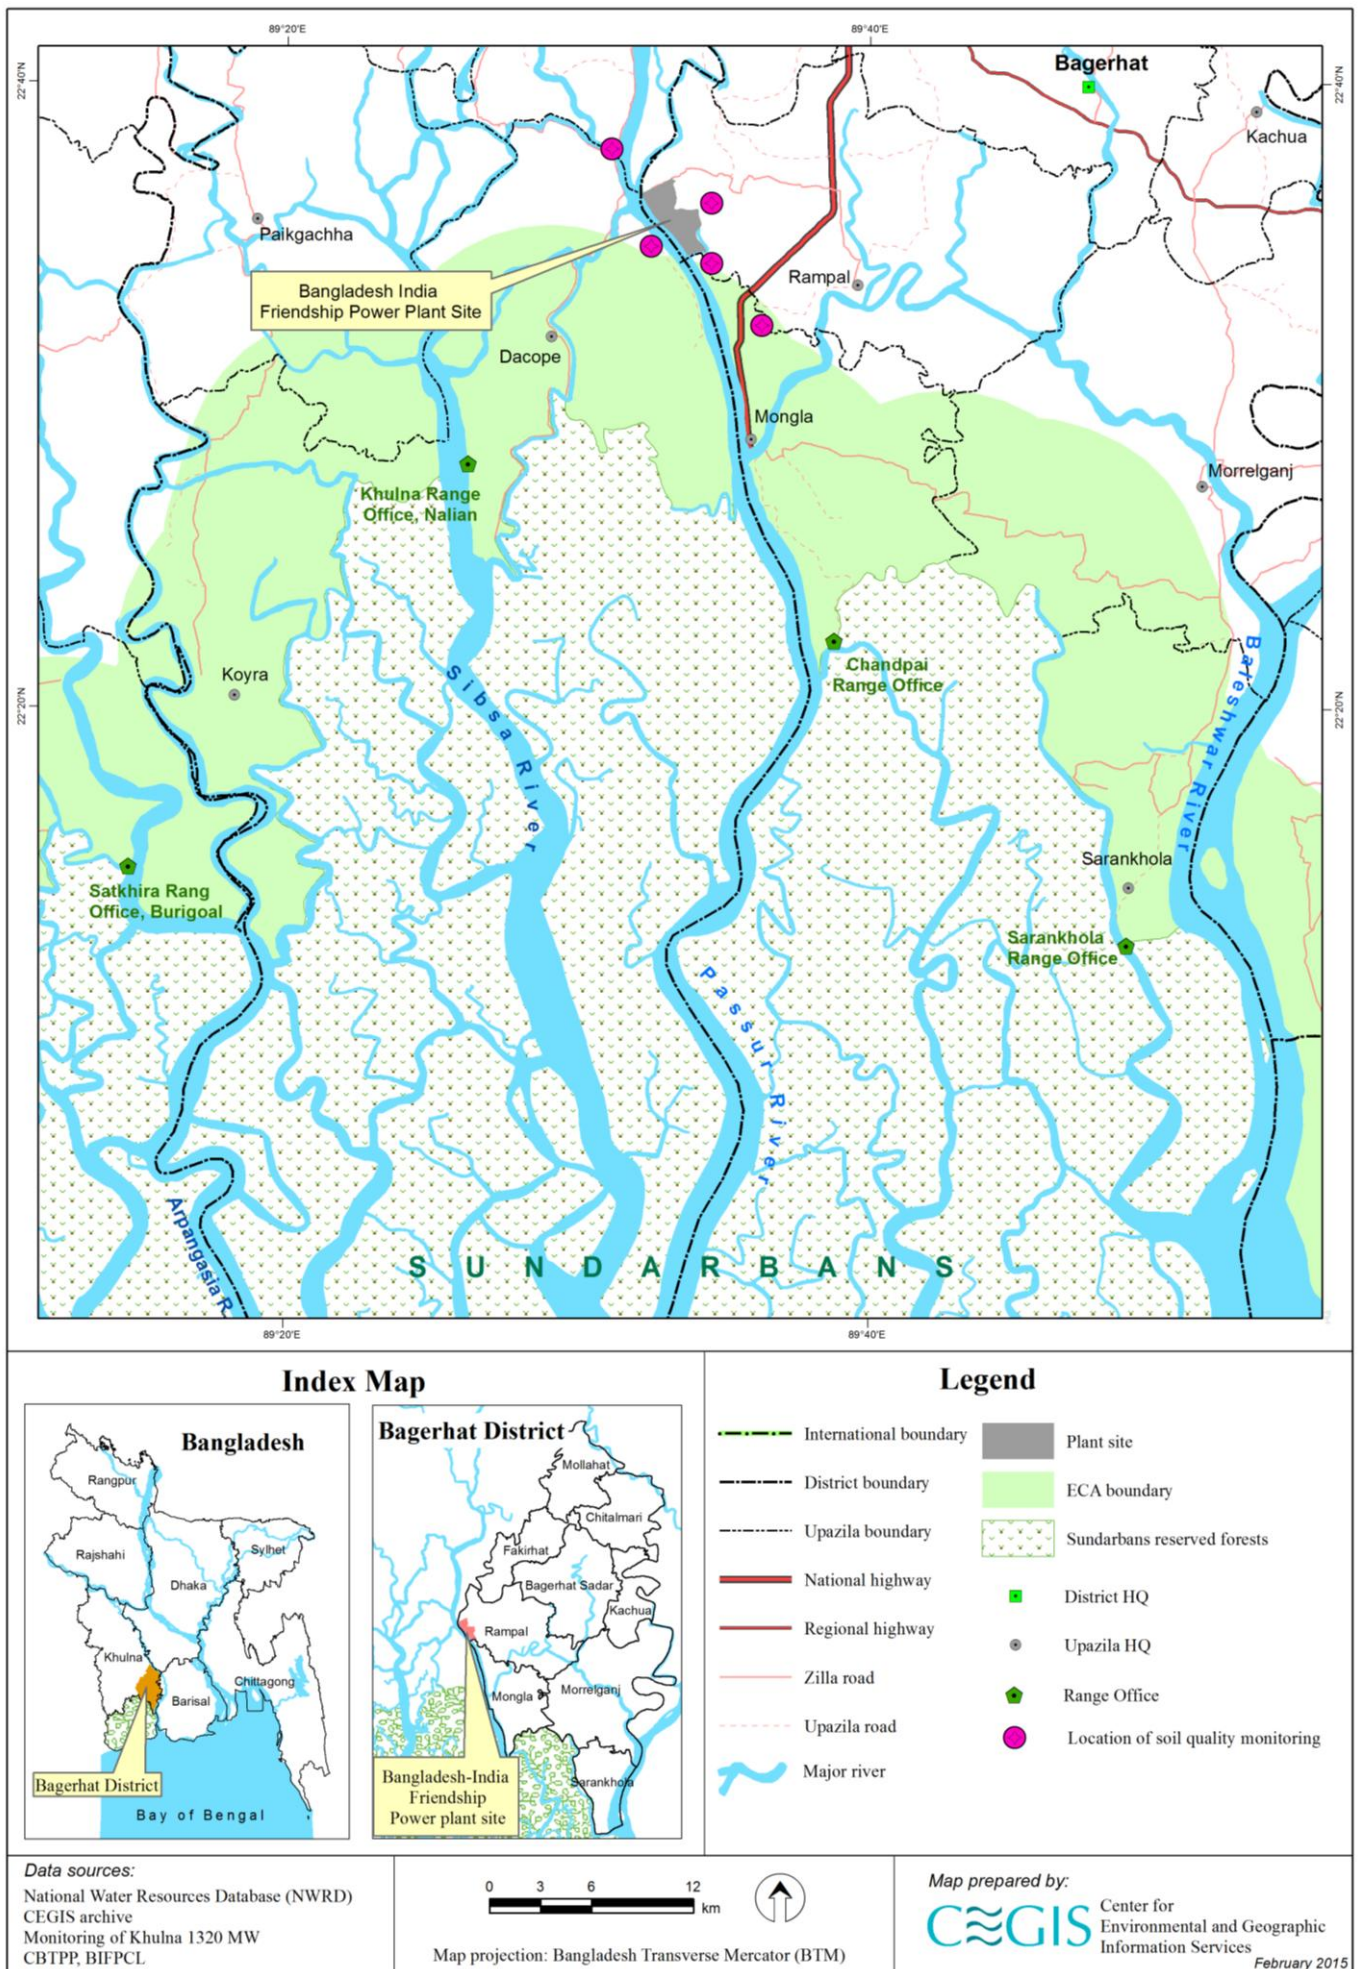 89°20'E
89°40'E
22°40'N
22°40'N
Bagerhat
Kachua
Paikgachha
Bangladesh India
Friendship Power Plant Site
Rampal
Dacope
Mongla
Khulna Range
Office, Nalian
Morrelganj
Koyra
Chandpai
Range Office
22°20'N
22°20'N
Sibsa River
Baleshwar River
Satkhira Rang
Office, Burigoal
Sarankhola
Sarankhola
Range Office
Passur River
Arpangasia R.
SUNDARBANS
89°20'E
89°40'E
Index Map
Bangladesh
Rangpur
Rajshahi
Sylhet
Dhaka
Khulna
Barisal
Chittagong
Bagerhat District
Bay of Bengal
Bagerhat District
Mollahat
Chitalmari
Fakirhat
Bagerhat Sadar
Kachua
Rampal
Mongla
Morrelganj
Sarankhola
Bangladesh-India
Friendship
Power plant site
Legend
International boundary
District boundary
Upazila boundary
National highway
Regional highway
Zilla road
Upazila road
Major river
Plant site
ECA boundary
Sundarbans reserved forests
District HQ
Upazila HQ
Range Office
Location of soil quality monitoring
Data sources:
National Water Resources Database (NWRD)
CEGIS archive
Monitoring of Khulna 1320 MW
CBTPP, BIFPCL
0 3 6 12
km
Map projection: Bangladesh Transverse Mercator (BTM)
Map prepared by:
CEGIS
Center for
Environmental and Geographic
Information Services
February 2015